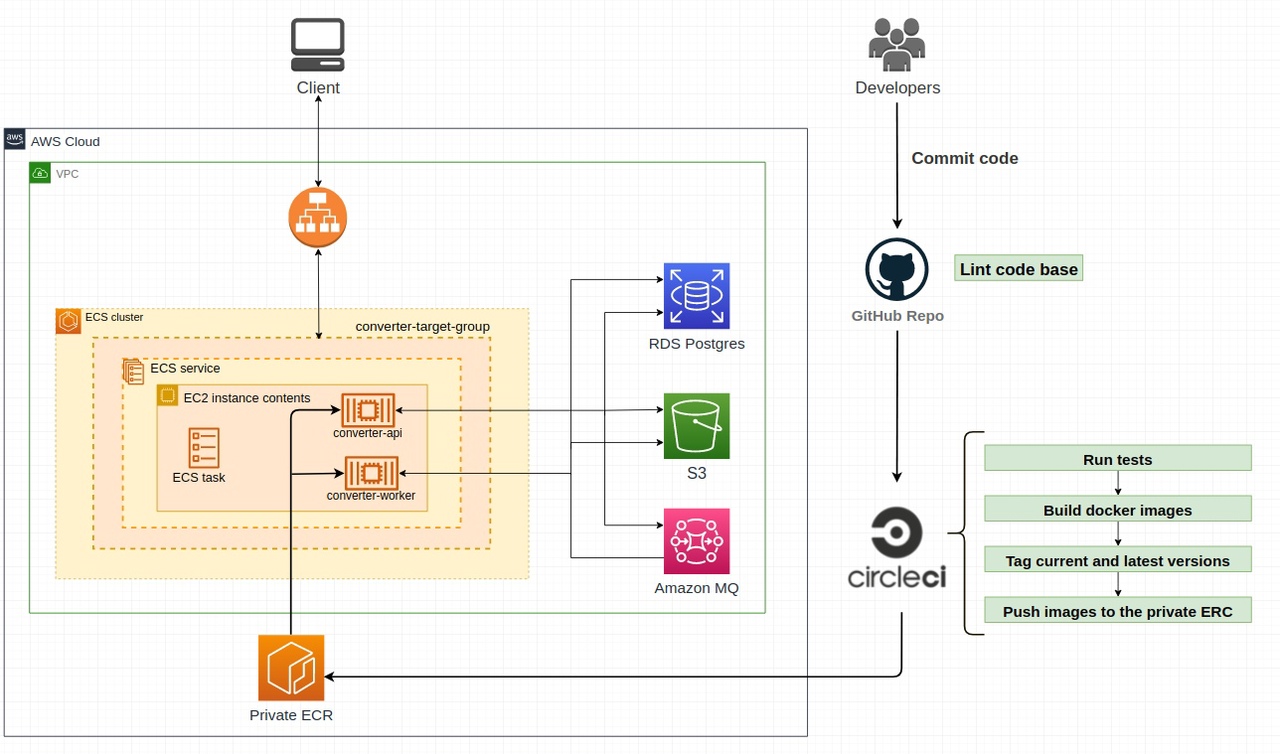 Client
Developers
aws
AWS Cloud
Commit code
VPC
Lint code base
GitHub Repo
ECS cluster
converter-target-group
RDS Postgres
ECS service
EC2 instance contents
converter-api
ECS task
converter-worker
S3
Run tests
Build docker images
Tag current and latest versions
Push images to the private ERC
circleci
Amazon MQ
Private ECR